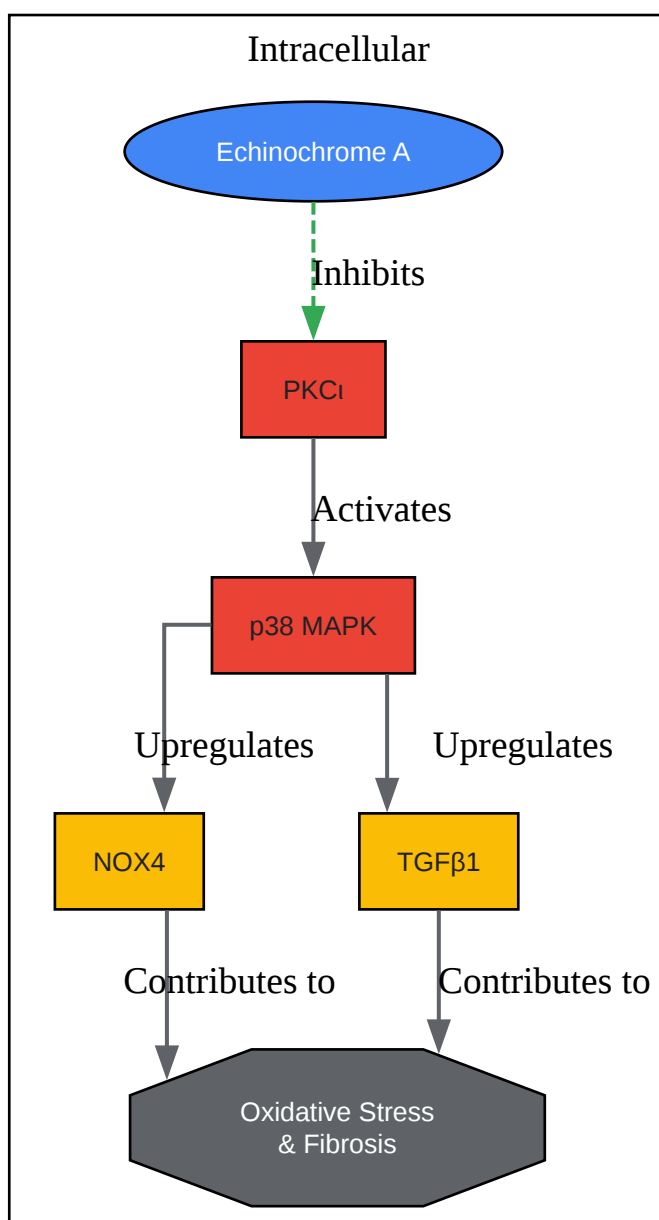 Intracellular
Echinochrome A
Inhibits
PKCι
Activates
p38 MAPK
Upregulates
Upregulates
NOX4
TGFβ1
Contributes to
Contributes to
Oxidative Stress
& Fibrosis